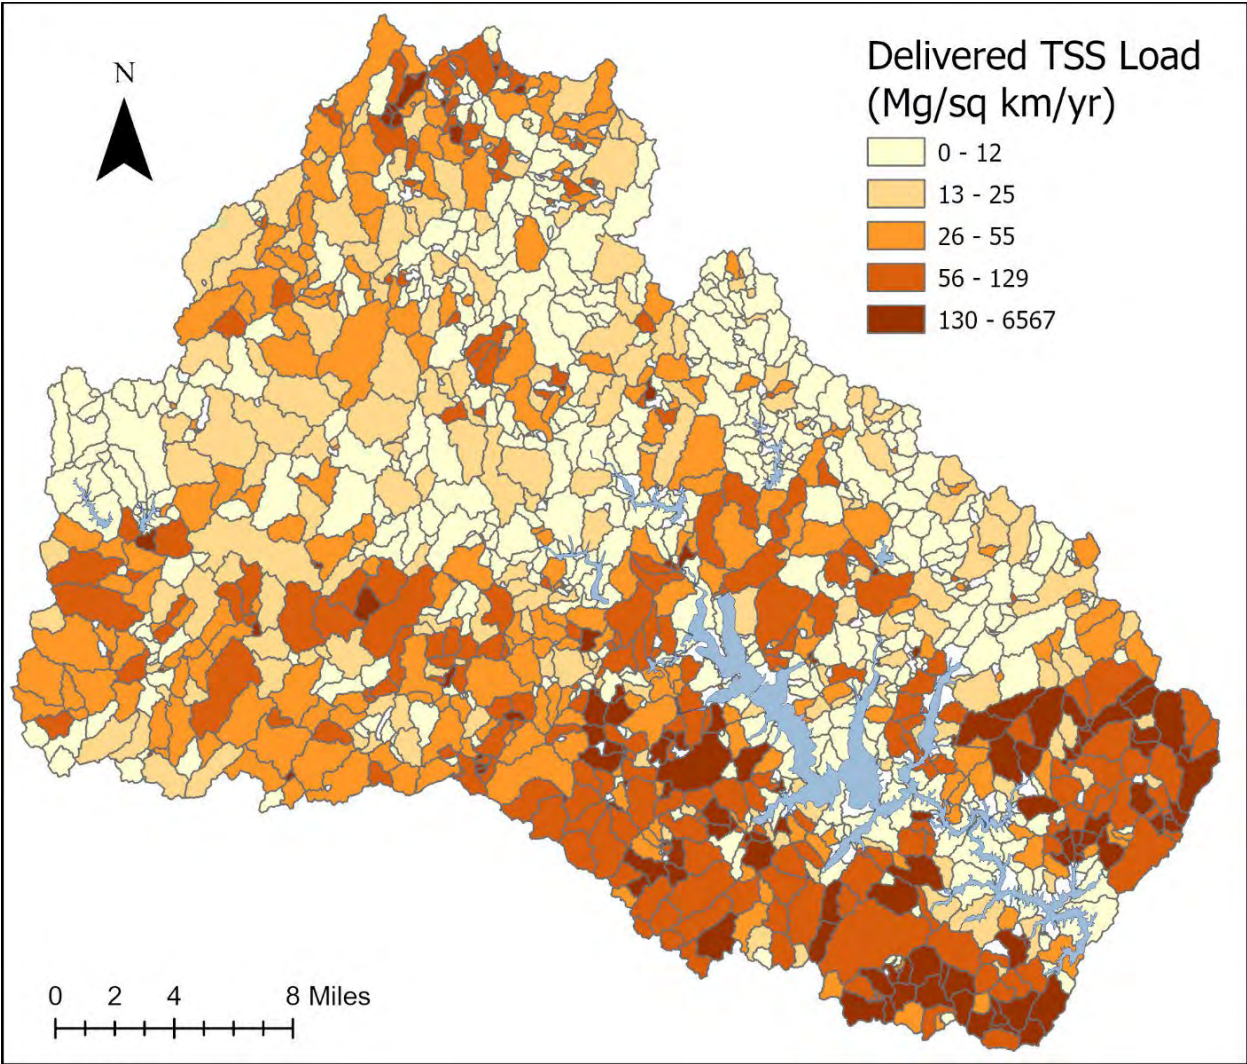 N
Delivered TSS Load
(Mg/sq km/yr)
0 - 12
13 - 25
26 - 55
56 - 129
130 - 6567
0 2 4 8 Miles